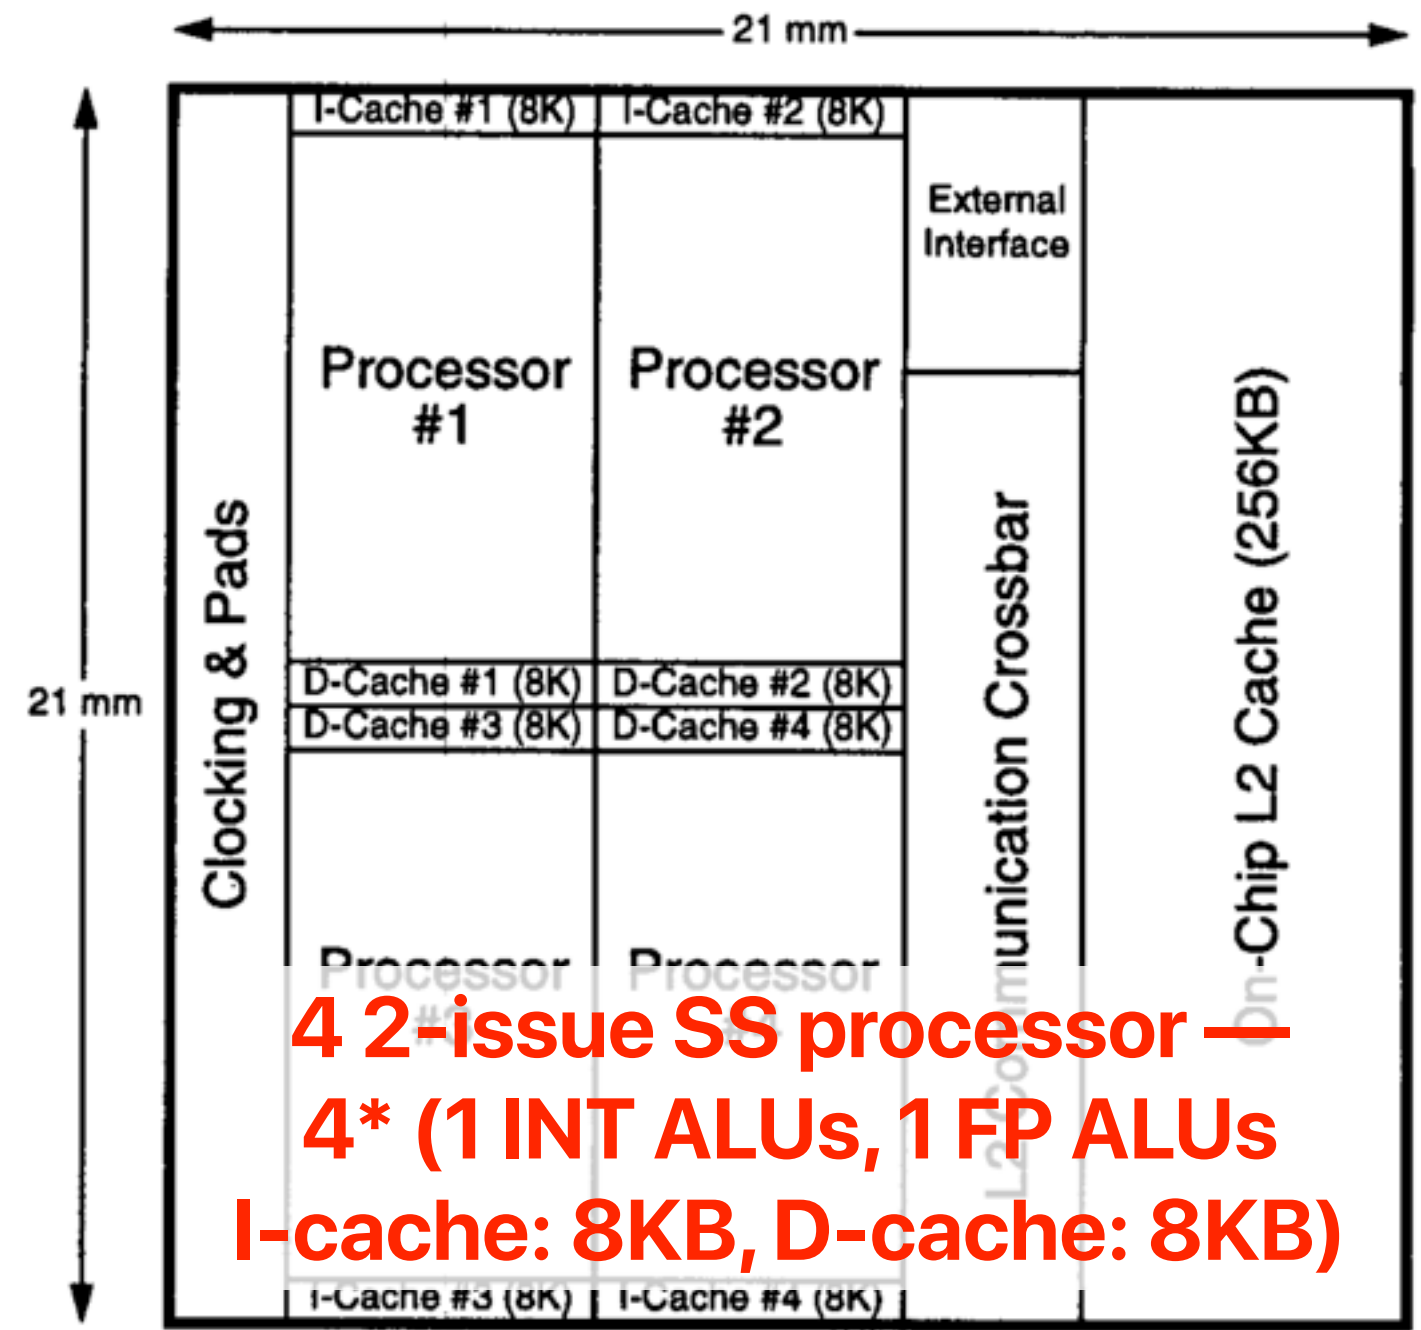 21 mm
I-Cache #1 (8K)
I-Cache #2 (8K)
External
Interface
Processor
#1
Processor
#2
21 mm
Clocking & Pads
D-Cache #1 (8K)
D-Cache #2 (8K)
D-Cache #3 (8K)
D-Cache #4 (8K)
L2 Communication Crossbar
On-Chip L2 Cache (256KB)
Processor
#3
Processor
4 2-issue SS processor —
4* (1 INT ALUs, 1 FP ALUs
I-cache: 8KB, D-cache: 8KB)
I-Cache #3 (8K)
I-Cache #4 (8K)